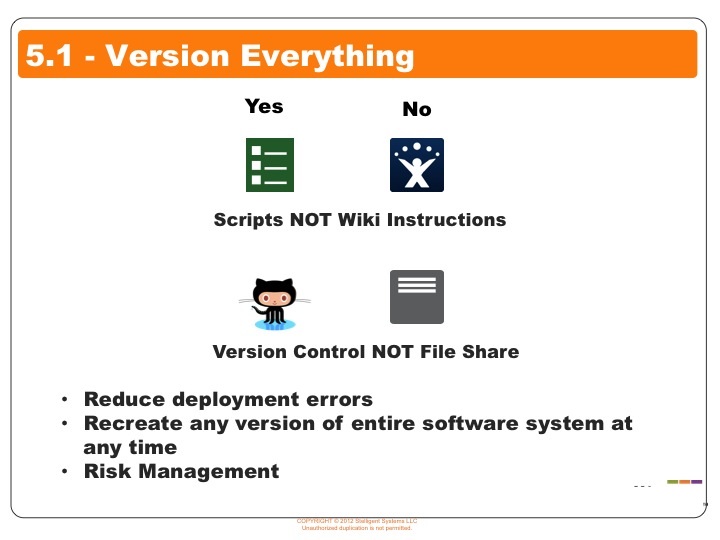 5.1 - Version Everything
Yes
No
Scripts NOT Wiki Instructions
Version Control NOT File Share
• Reduce deployment errors
• Recreate any version of entire software system at
any time
• Risk Management
COPYRIGHT © 2012 Stelligent Systems LLC
Unauthorized duplication is not permitted.